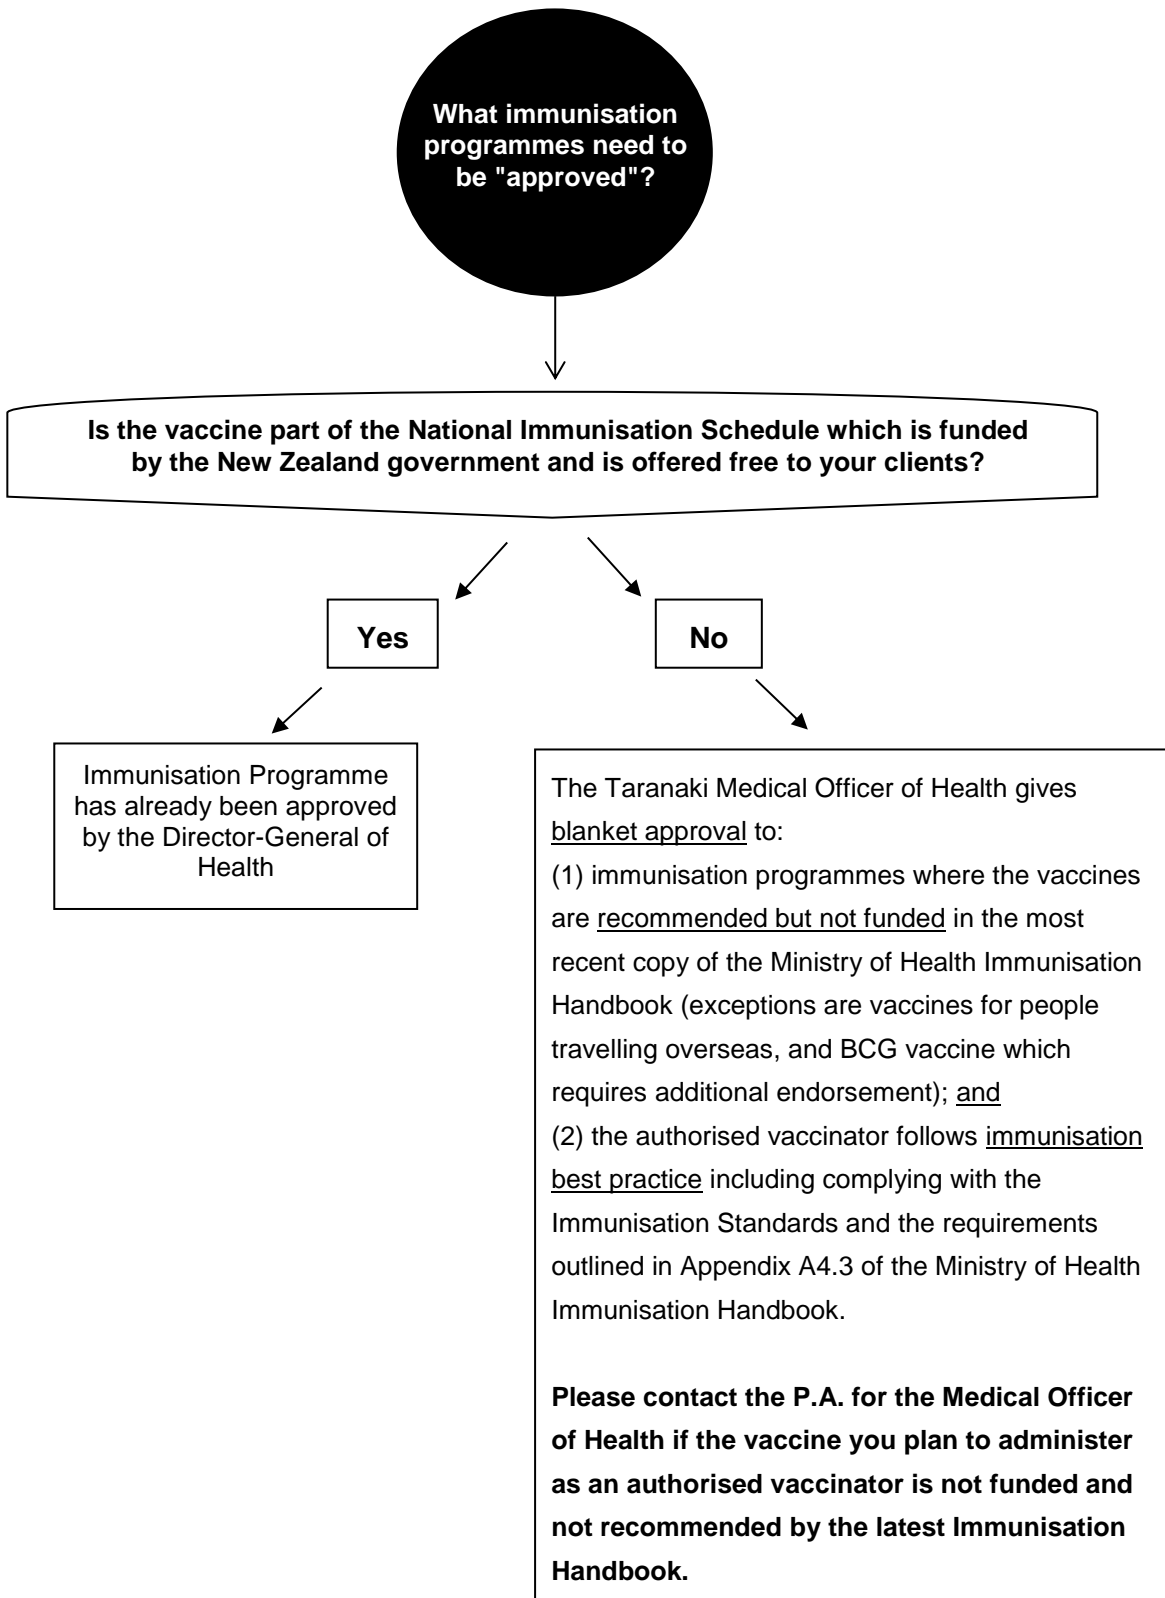 What immunisation
programmes need to
be "approved"?
Is the vaccine part of the National Immunisation Schedule which is funded
by the New Zealand government and is offered free to your clients?
Yes
No
Immunisation Programme
has already been approved
by the Director-General of
Health
The Taranaki Medical Officer of Health gives
blanket approval to:
(1) immunisation programmes where the vaccines
are recommended but not funded in the most
recent copy of the Ministry of Health Immunisation
Handbook (exceptions are vaccines for people
travelling overseas, and BCG vaccine which
requires additional endorsement); and
(2) the authorised vaccinator follows immunisation
best practice including complying with the
Immunisation Standards and the requirements
outlined in Appendix A4.3 of the Ministry of Health
Immunisation Handbook.
Please contact the P.A. for the Medical Officer
of Health if the vaccine you plan to administer
as an authorised vaccinator is not funded and
not recommended by the latest Immunisation
Handbook.